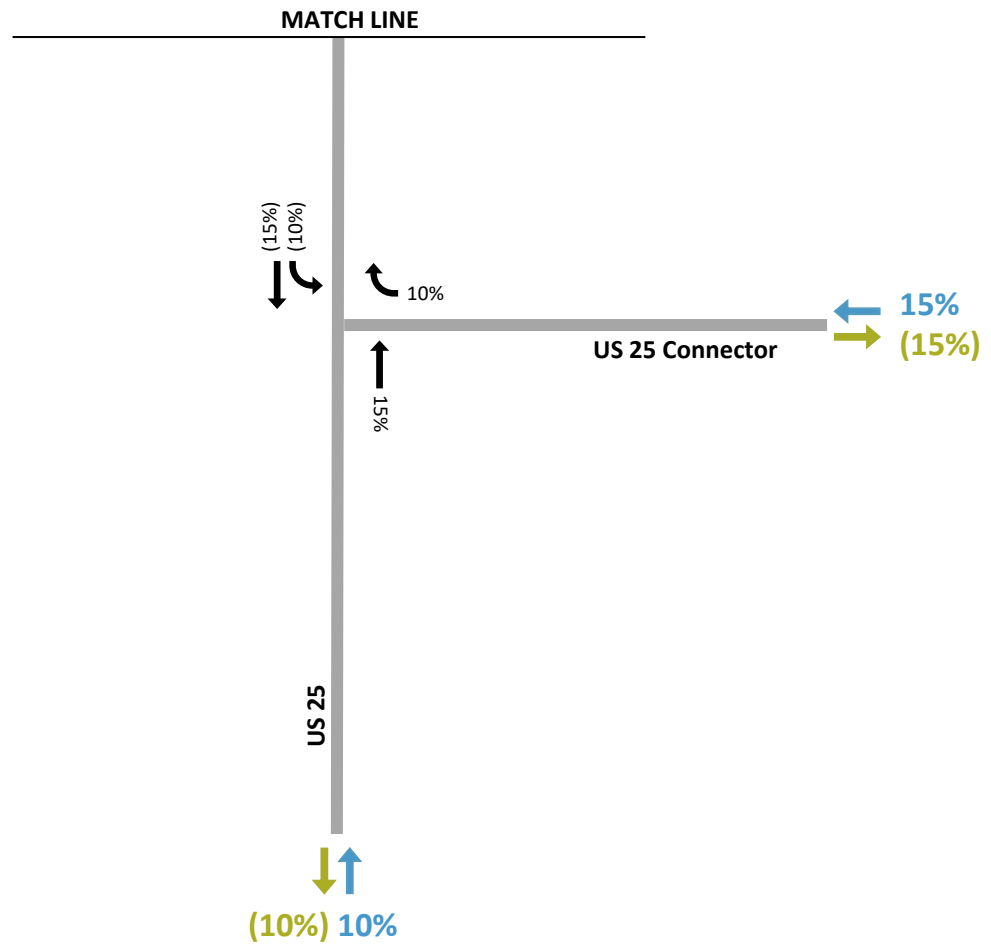 MATCH LINE
(15%)
(10%)
10%
15%
(15%)
US 25 Connector
15%
US 25
(10%) 10%